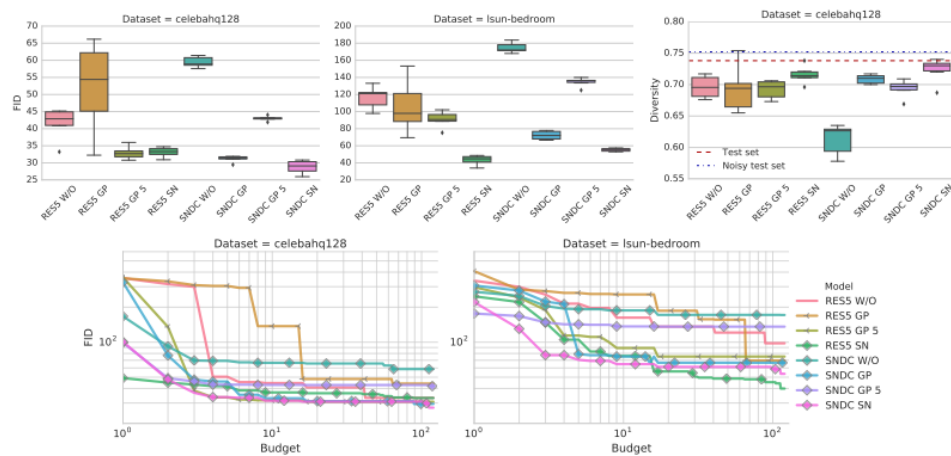 Dataset = celebahq128
70
65
60
55
50
45
40
35
30
25
FID
RES5 W/O
RES5 GP
RES5 GP 5
RES5 SN
SNDC W/O
SNDC GP
SNDC GP 5
SNDC SN
Dataset = lsun-bedroom
200
180
160
140
120
100
80
60
40
20
RES5 W/O
RES5 GP
RES5 GP 5
RES5 SN
SNDC W/O
SNDC GP
SNDC GP 5
SNDC SN
Dataset = celebahq128
0.80
0.75
0.70
0.65
0.60
0.55
Diversity
Test set
Noisy test set
RES5 W/O
RES5 GP
RES5 GP 5
RES5 SN
SNDC W/O
SNDC GP
SNDC GP 5
SNDC SN
Dataset = celebahq128
FID
10²
10⁰
10¹
10²
Budget
Dataset = lsun-bedroom
10²
10⁰
10¹
10²
Budget
Model
RES5 W/O
RES5 GP
RES5 GP 5
RES5 SN
SNDC W/O
SNDC GP
SNDC GP 5
SNDC SN